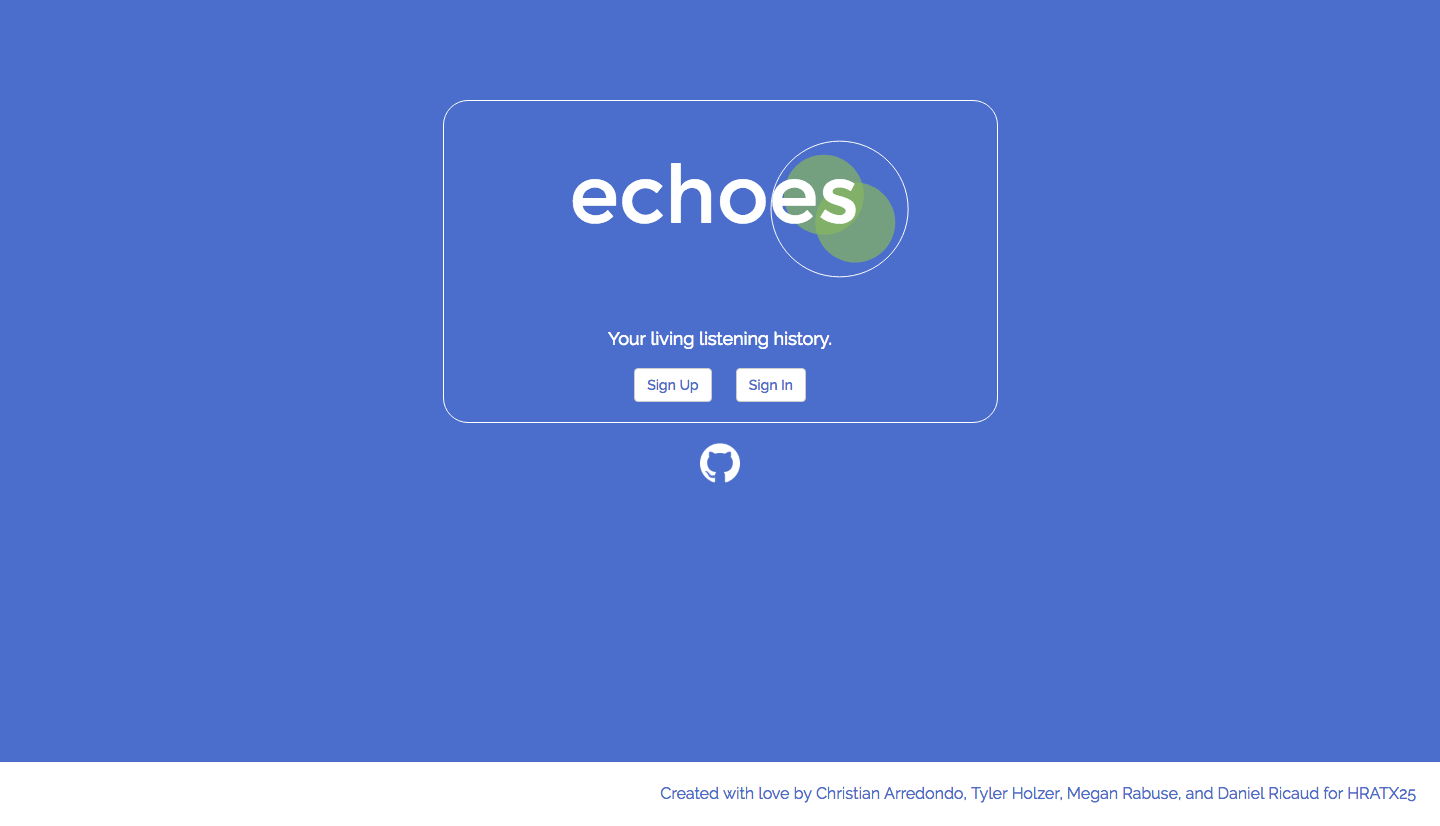 echoes
Your living listening history.
Sign Up
Sign In
Created with love by Christian Arredondo, Tyler Holzer, Megan Rabuse, and Daniel Ricaud for HRATX25